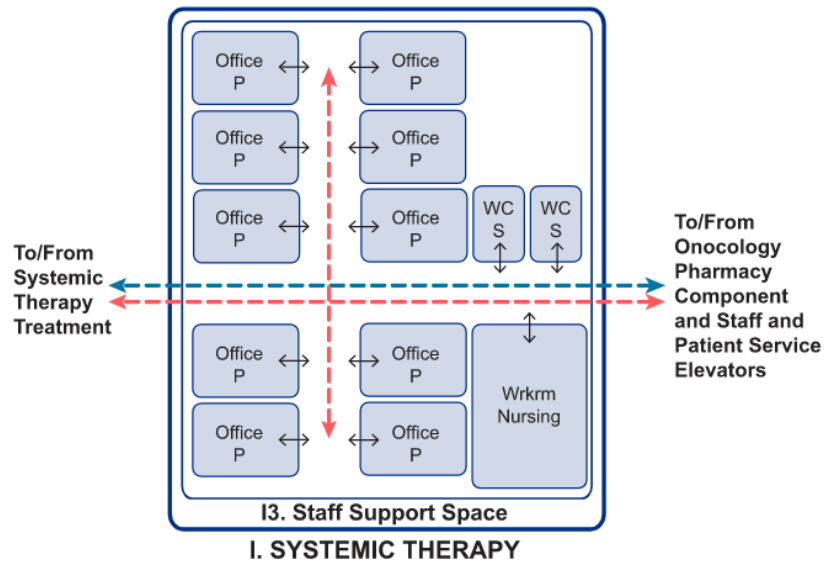 Office
P
Office
P
Office
P
Office
P
Office
P
Office
P
WC
S
WC
S
To/From
Systemic
Therapy
Treatment
To/From
Onocology
Pharmacy
Component
and Staff and
Patient Service
Elevators
Office
P
Office
P
Wrkrm
Nursing
Office
P
Office
P
I3. Staff Support Space
I. SYSTEMIC THERAPY